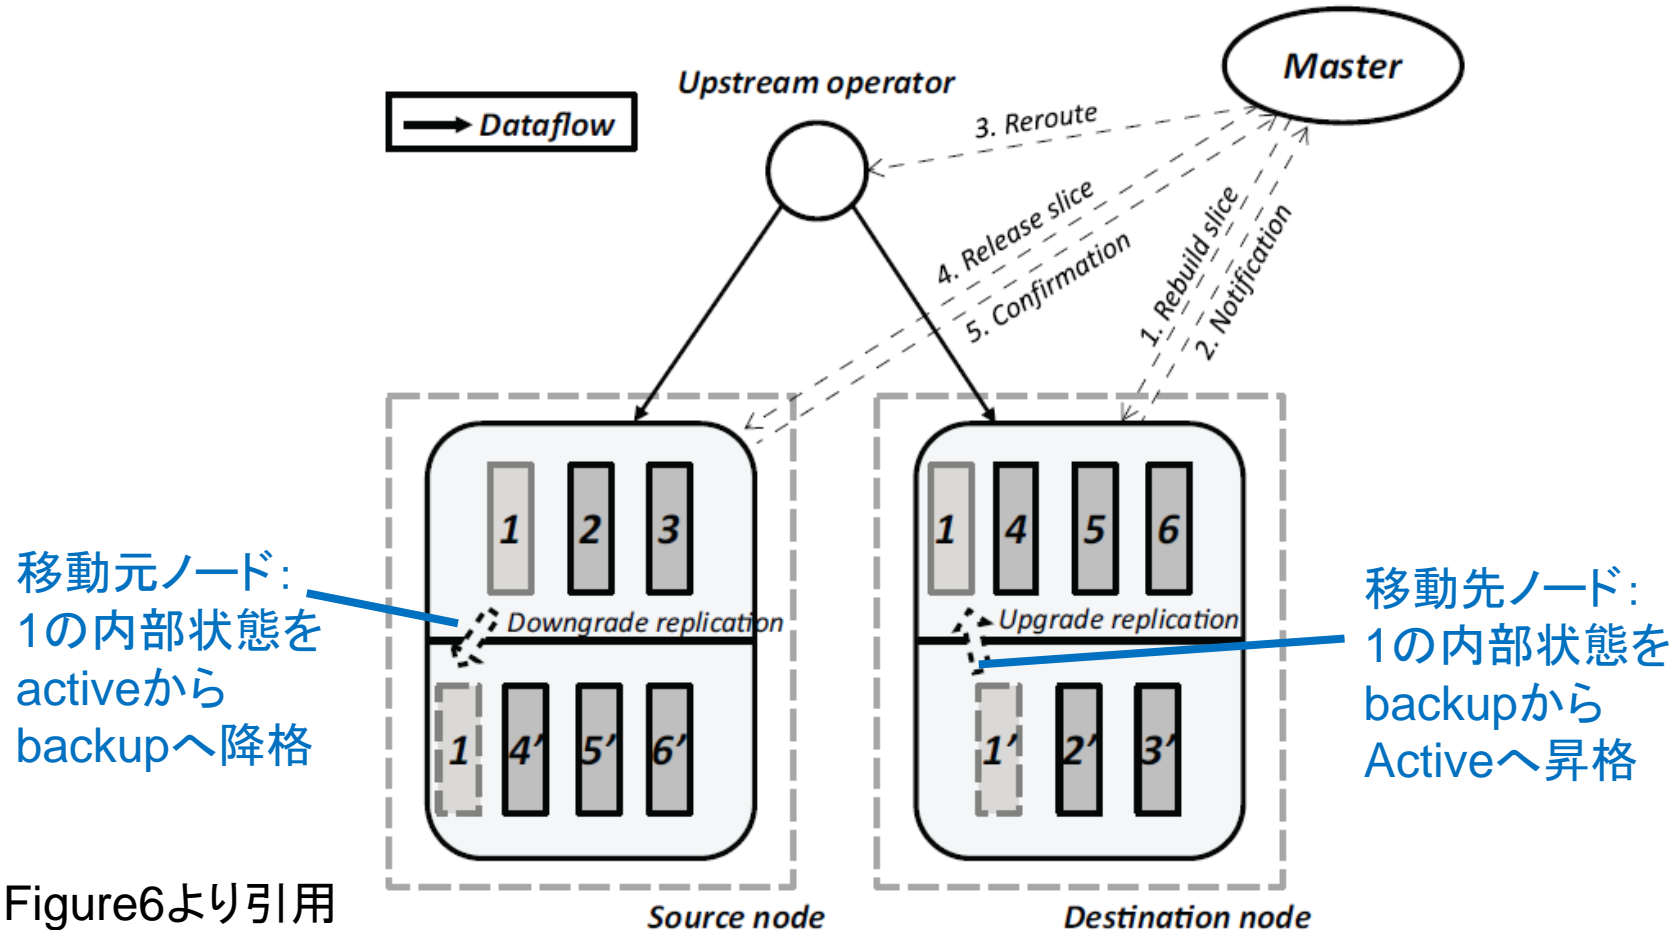 Master
Upstream operator
Dataflow
3. Reroute
4. Release slice
5. Confirmation
1. Rebuild slice
2. Notification
1 2 3
1 4 5 6
移動元ノード:
1の内部状態を
activeから
backupへ降格
Downgrade replication
Upgrade replication
移動先ノード:
1の内部状態を
backupから
Activeへ昇格
1 4′ 5′ 6′
1′ 2′ 3′
Figure6より引用
Source node
Destination node